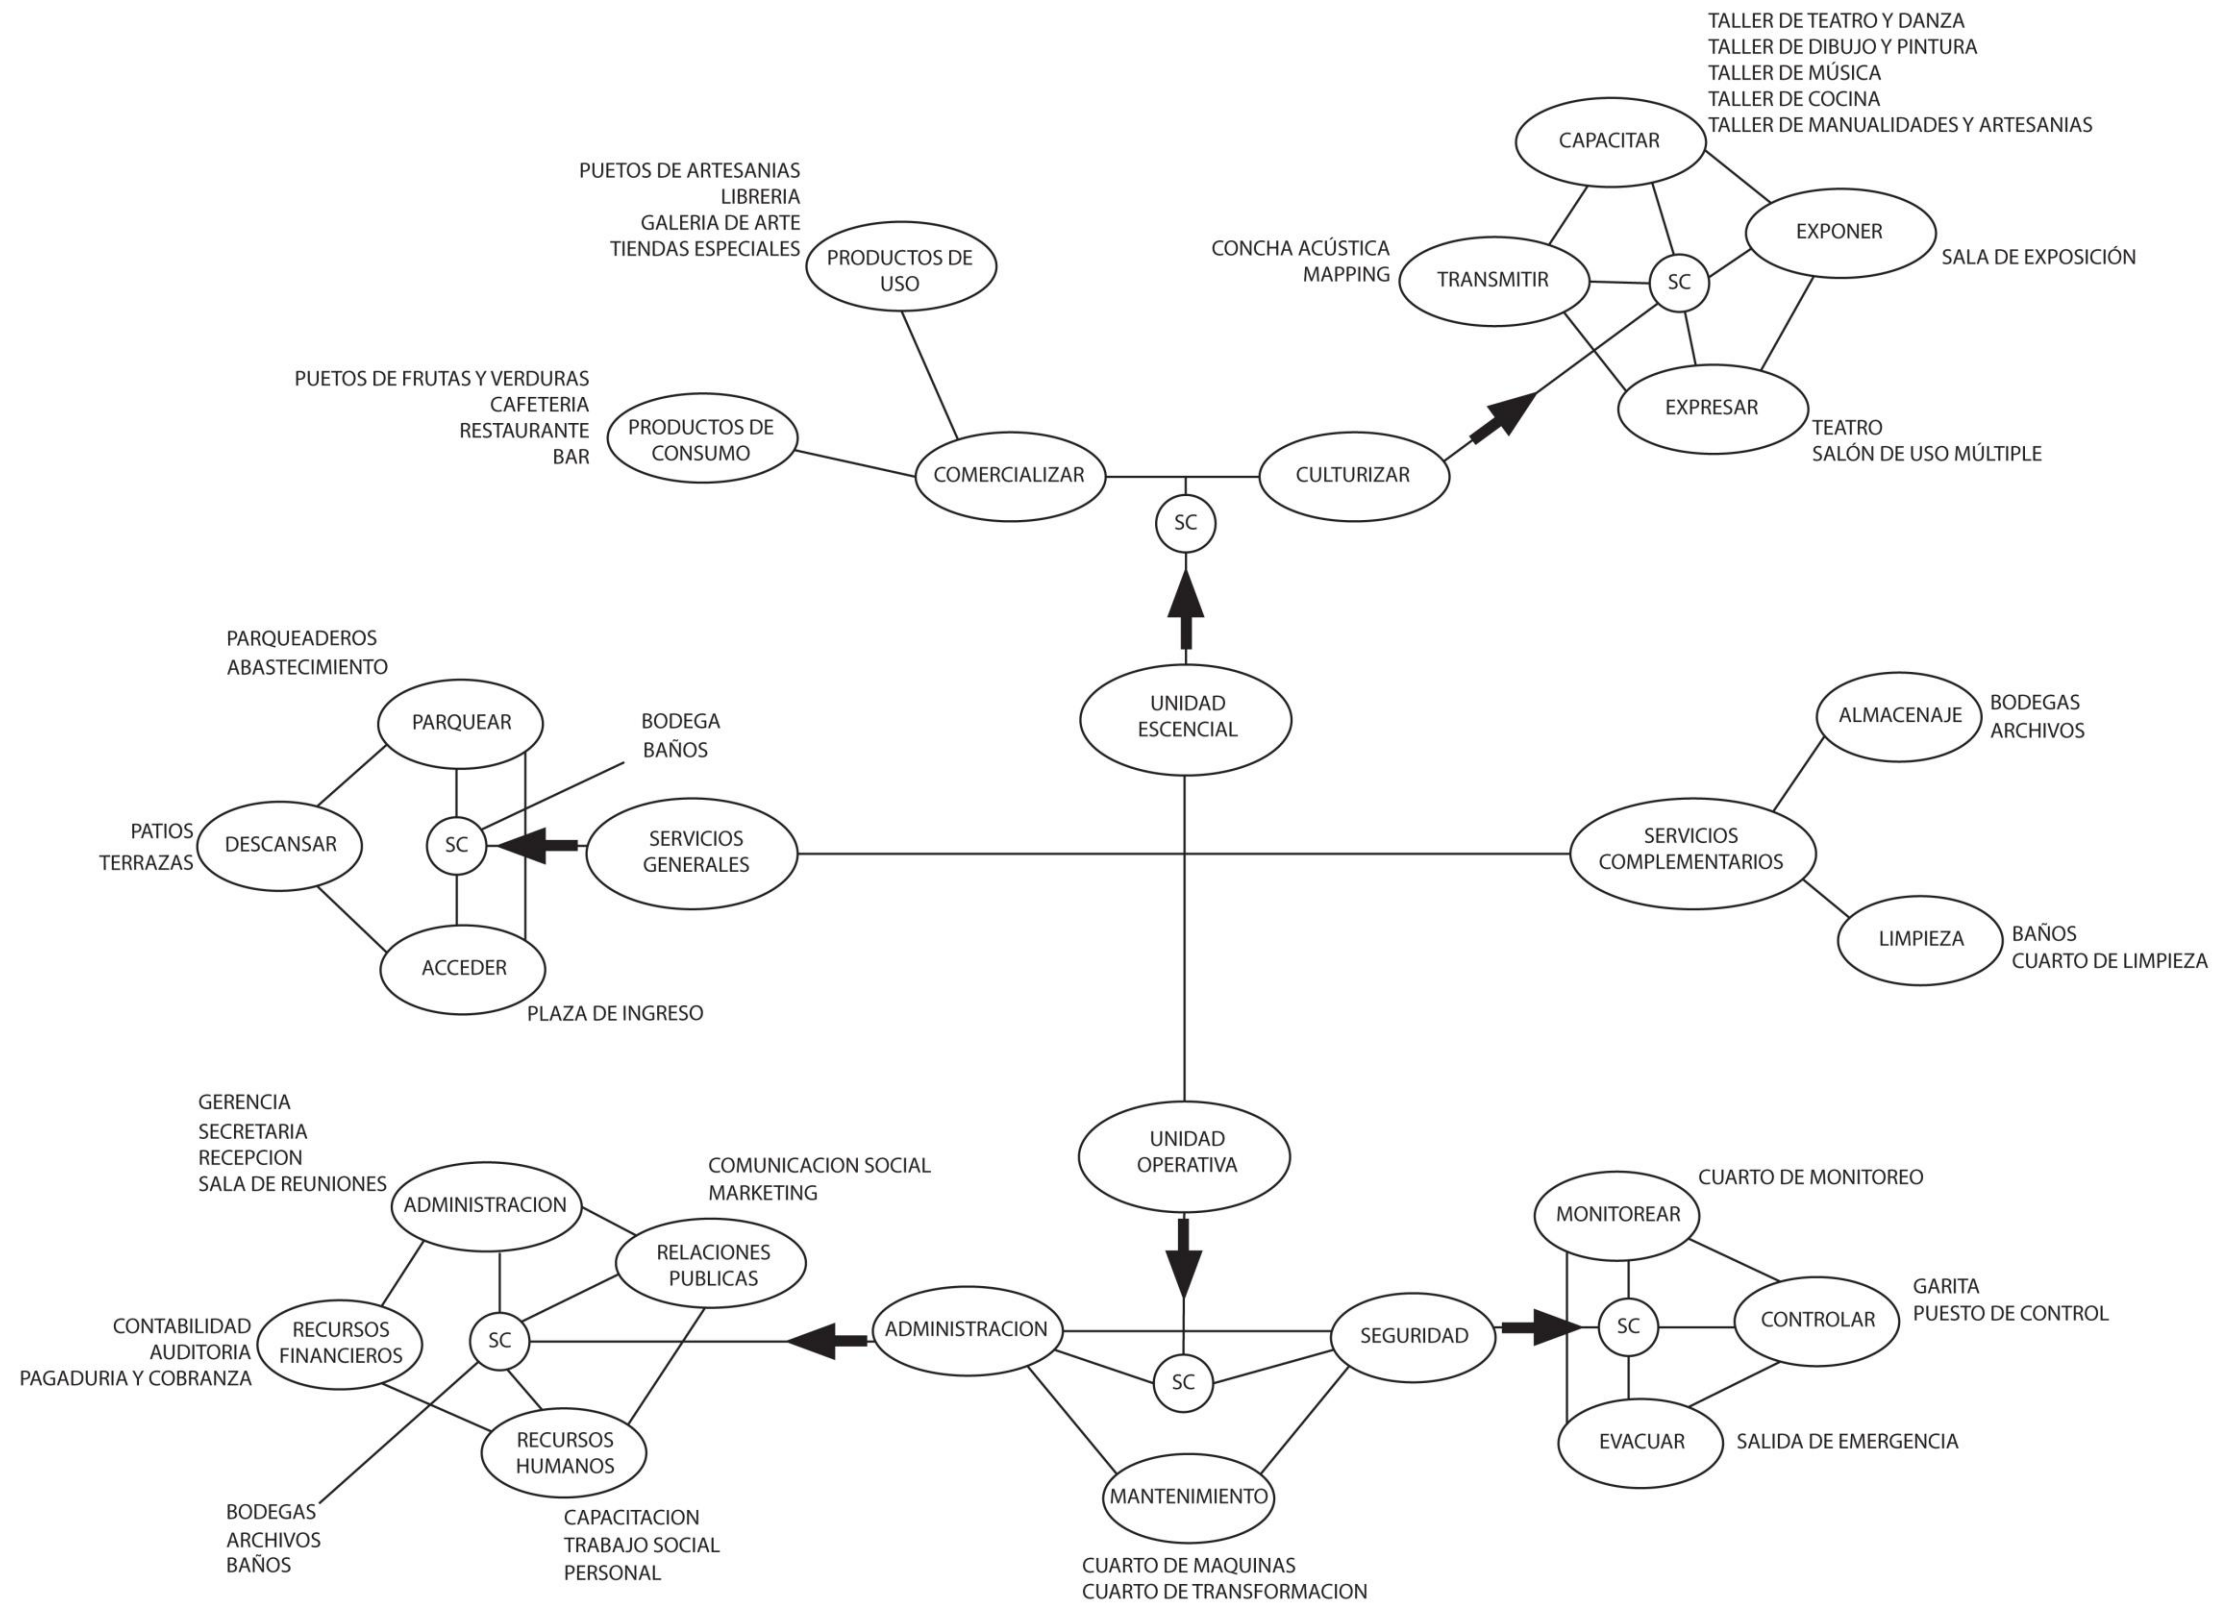 TALLER DE TEATRO Y DANZA
TALLER DE DIBUJO Y PINTURA
TALLER DE MÚSICA
TALLER DE COCINA
TALLER DE MANUALIDADES Y ARTESANIAS
CAPACITAR
EXPONER
SALA DE EXPOSICIÓN
CONCHA ACÚSTICA
MAPPING
TRANSMITIR
SC
EXPRESAR
TEATRO
SALÓN DE USO MÚLTIPLE
PUETOS DE ARTESANIAS
LIBRERIA
GALERIA DE ARTE
TIENDAS ESPECIALES
PRODUCTOS DE
USO
PUETOS DE FRUTAS Y VERDURAS
CAFETERIA
RESTAURANTE
BAR
PRODUCTOS DE
CONSUMO
COMERCIALIZAR
CULTURIZAR
SC
UNIDAD
ESCENCIAL
PARQUEADEROS
ABASTECIMIENTO
PARQUEAR
BODEGA
BAÑOS
PATIOS
TERRAZAS
DESCANSAR
SC
SERVICIOS
GENERALES
ACCEDER
PLAZA DE INGRESO
ALMACENAJE
BODEGAS
ARCHIVOS
SERVICIOS
COMPLEMENTARIOS
LIMPIEZA
BAÑOS
CUARTO DE LIMPIEZA
UNIDAD
OPERATIVA
GERENCIA
SECRETARIA
RECEPCION
SALA DE REUNIONES
ADMINISTRACION
COMUNICACION SOCIAL
MARKETING
RELACIONES
PUBLICAS
CONTABILIDAD
AUDITORIA
PAGADURIA Y COBRANZA
RECURSOS
FINANCIEROS
SC
RECURSOS
HUMANOS
BODEGAS
ARCHIVOS
BAÑOS
CAPACITACION
TRABAJO SOCIAL
PERSONAL
ADMINISTRACION
SC
SEGURIDAD
MANTENIMIENTO
CUARTO DE MAQUINAS
CUARTO DE TRANSFORMACION
MONITOREAR
CUARTO DE MONITOREO
SC
CONTROLAR
GARITA
PUESTO DE CONTROL
EVACUAR
SALIDA DE EMERGENCIA